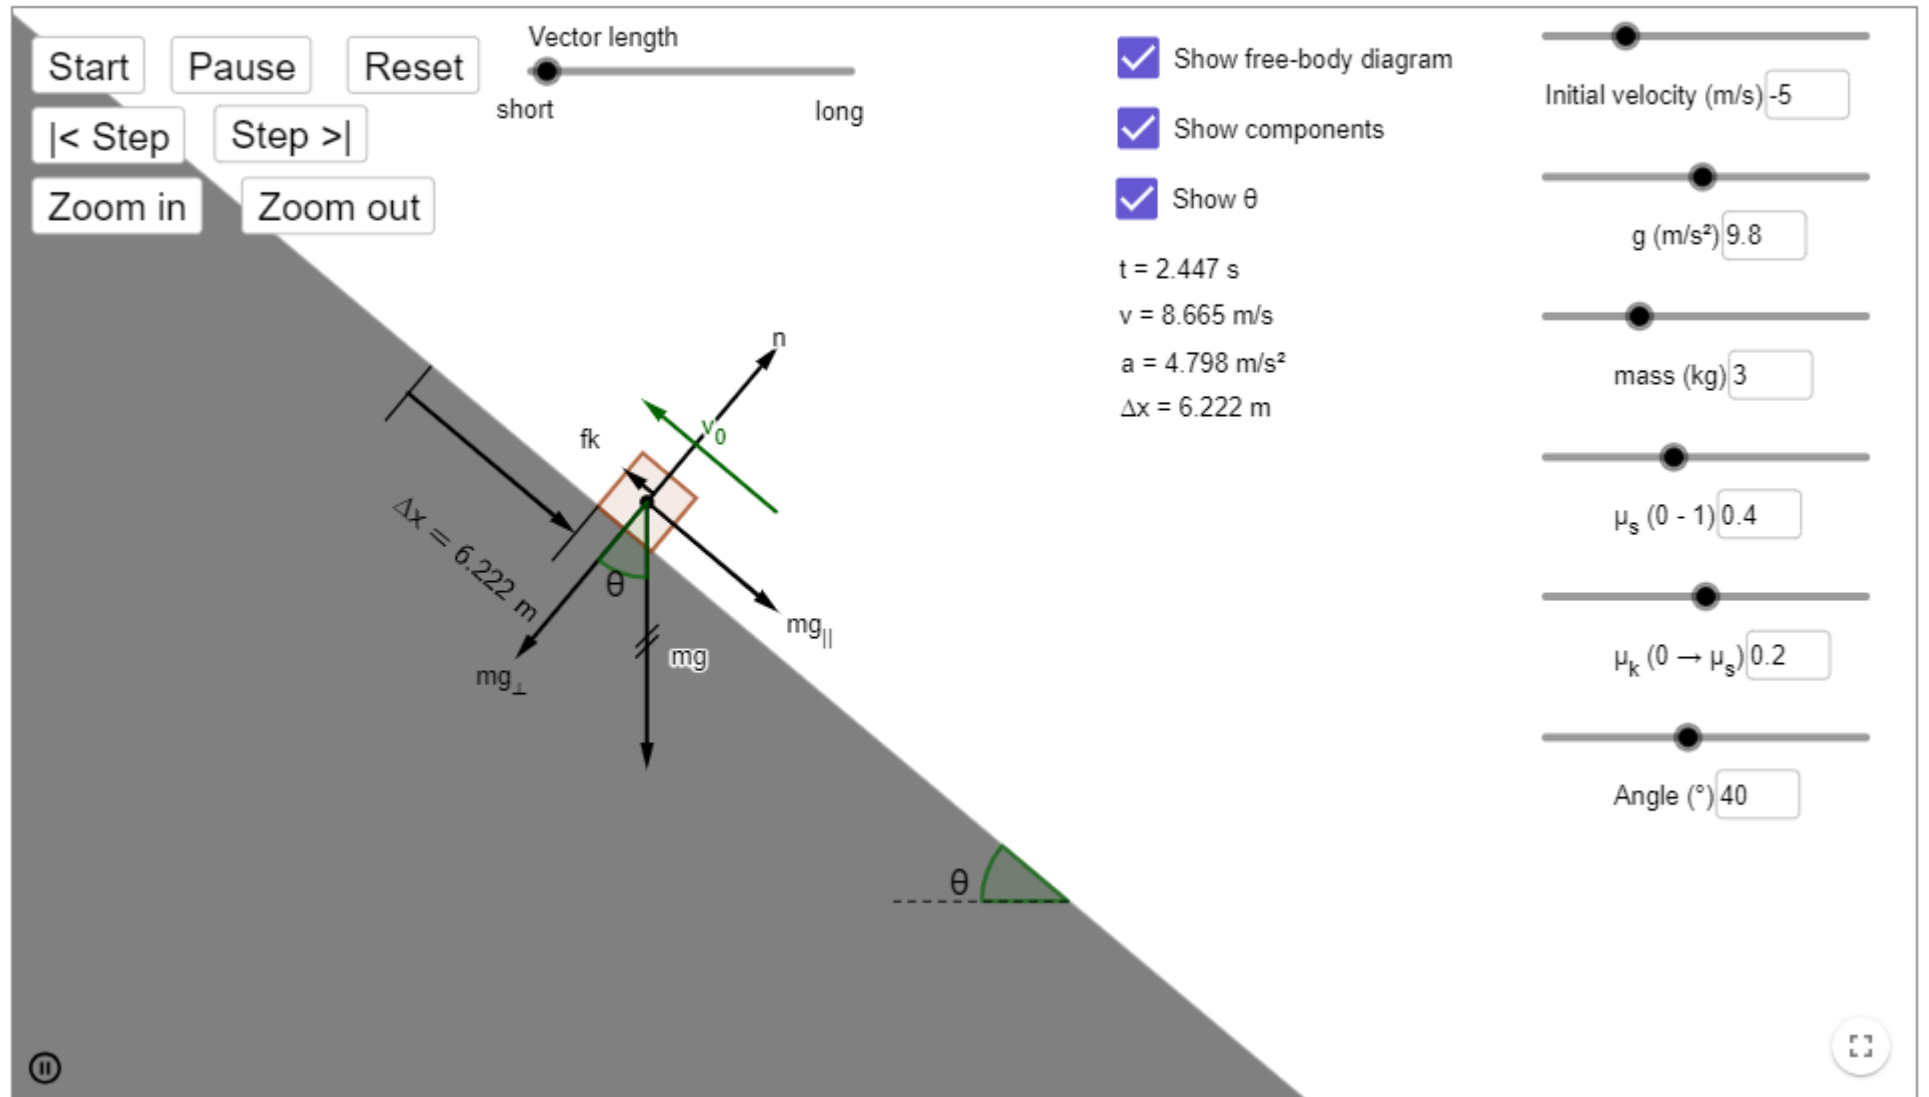 Start Pause Reset
|< Step Step >|
Zoom in Zoom out
Vector length
short long
Show free-body diagram
Show components
Show θ
t = 2.447 s
v = 8.665 m/s
a = 4.798 m/s²
Δx = 6.222 m
Initial velocity (m/s) -5
g (m/s²) 9.8
mass (kg) 3
μs (0 - 1) 0.4
μk (0 → μs) 0.2
Angle (°) 40
n
v0
fk
Δx = 6.222 m
θ
mg||
mg
mg⊥
θ